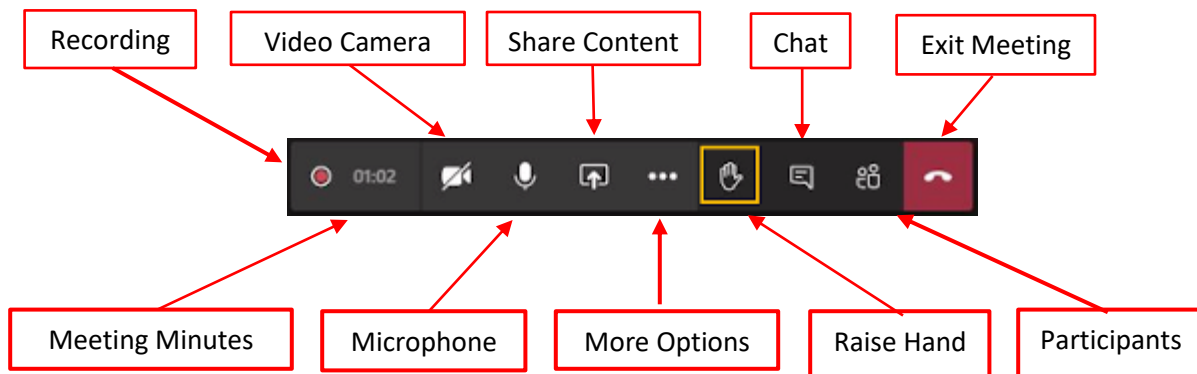 Recording
Video Camera
Share Content
Chat
Exit Meeting
01:02
Meeting Minutes
Microphone
More Options
Raise Hand
Participants